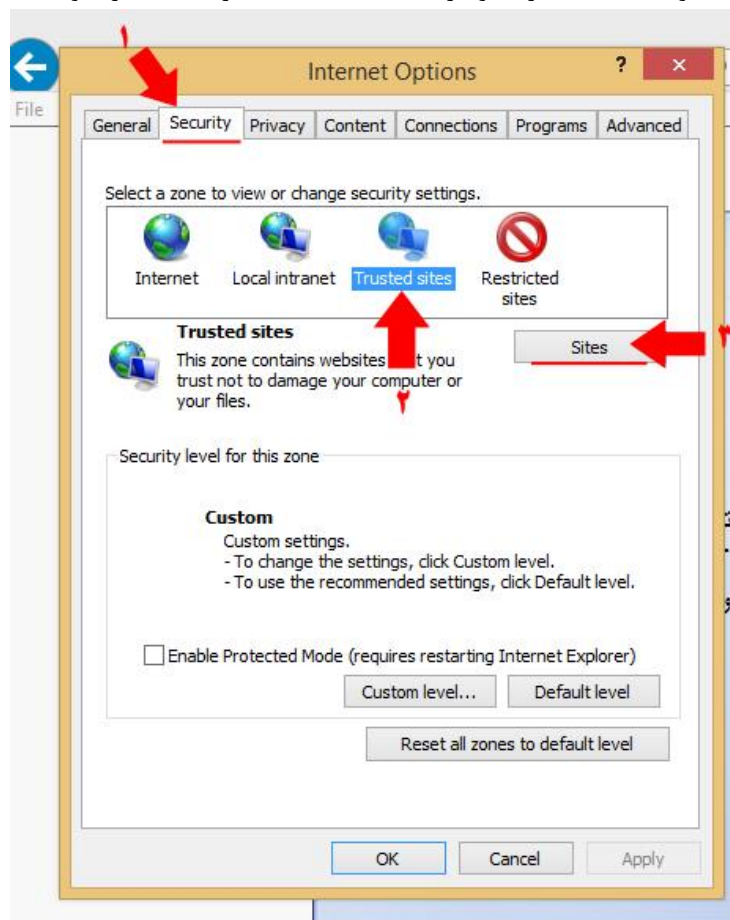 ۱
Internet Options
?
File
General Security Privacy Content Connections Programs Advanced
Select a zone to view or change security settings.
Internet Local intranet Trusted sites Restricted sites
Trusted sites
Sites
۳
This zone contains websites you
trust not to damage your computer or
your files.
۲
Security level for this zone
Custom
Custom settings.
- To change the settings, click Custom level.
- To use the recommended settings, click Default level.
Enable Protected Mode (requires restarting Internet Explorer)
Custom level... Default level
Reset all zones to default level
OK Cancel Apply